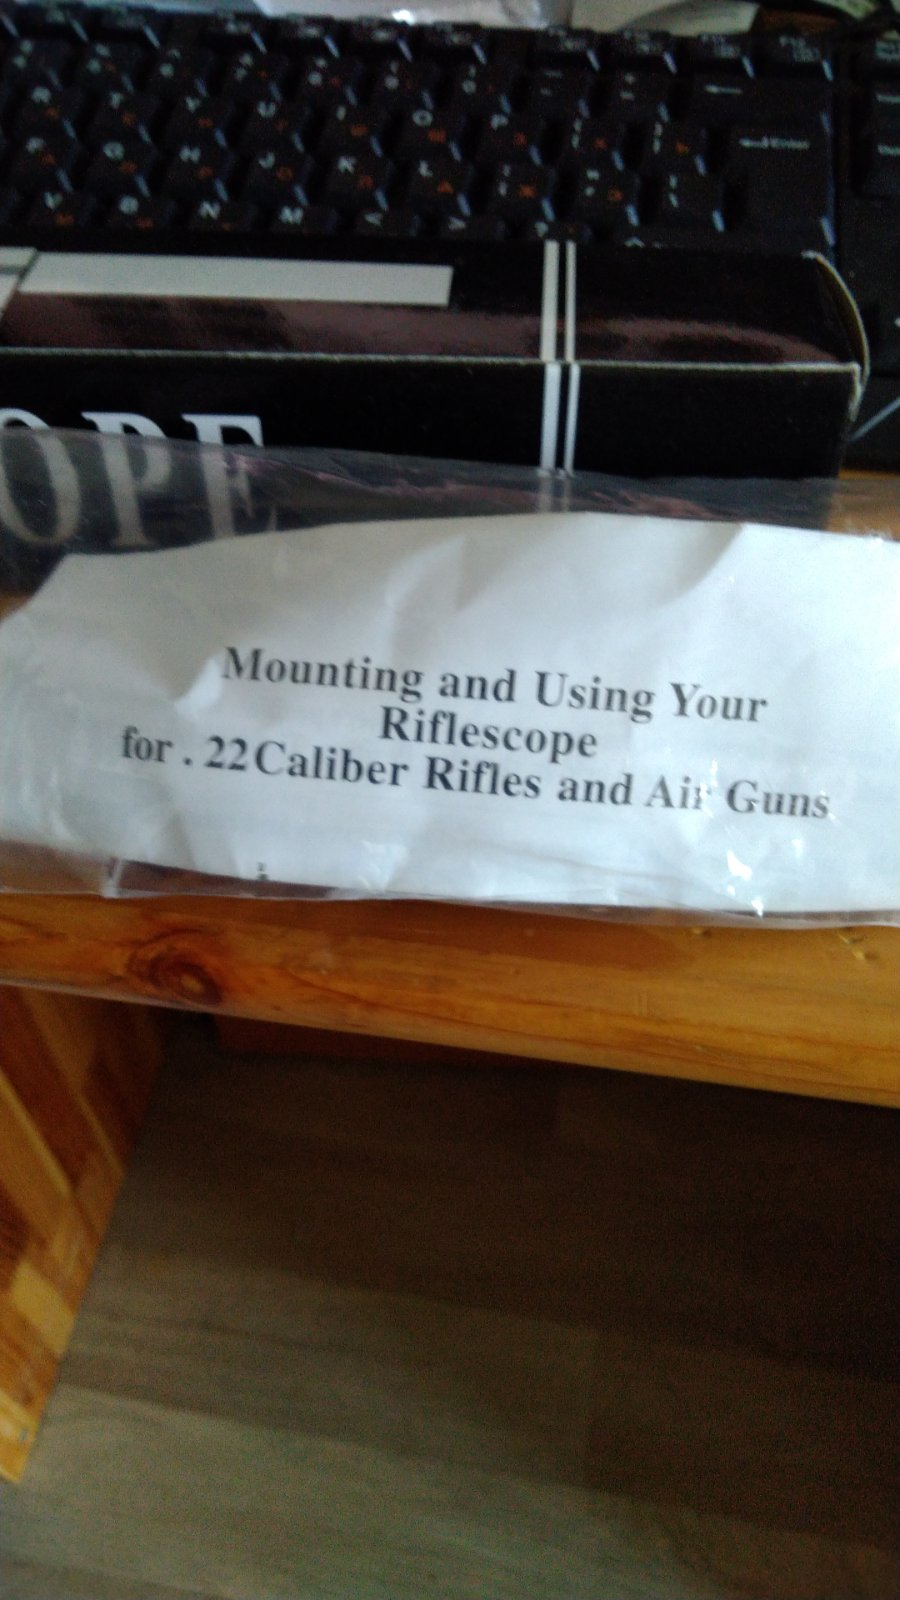 OPE
Mounting and Using Your
Riflescope
for . 22Caliber Rifles and Air Guns